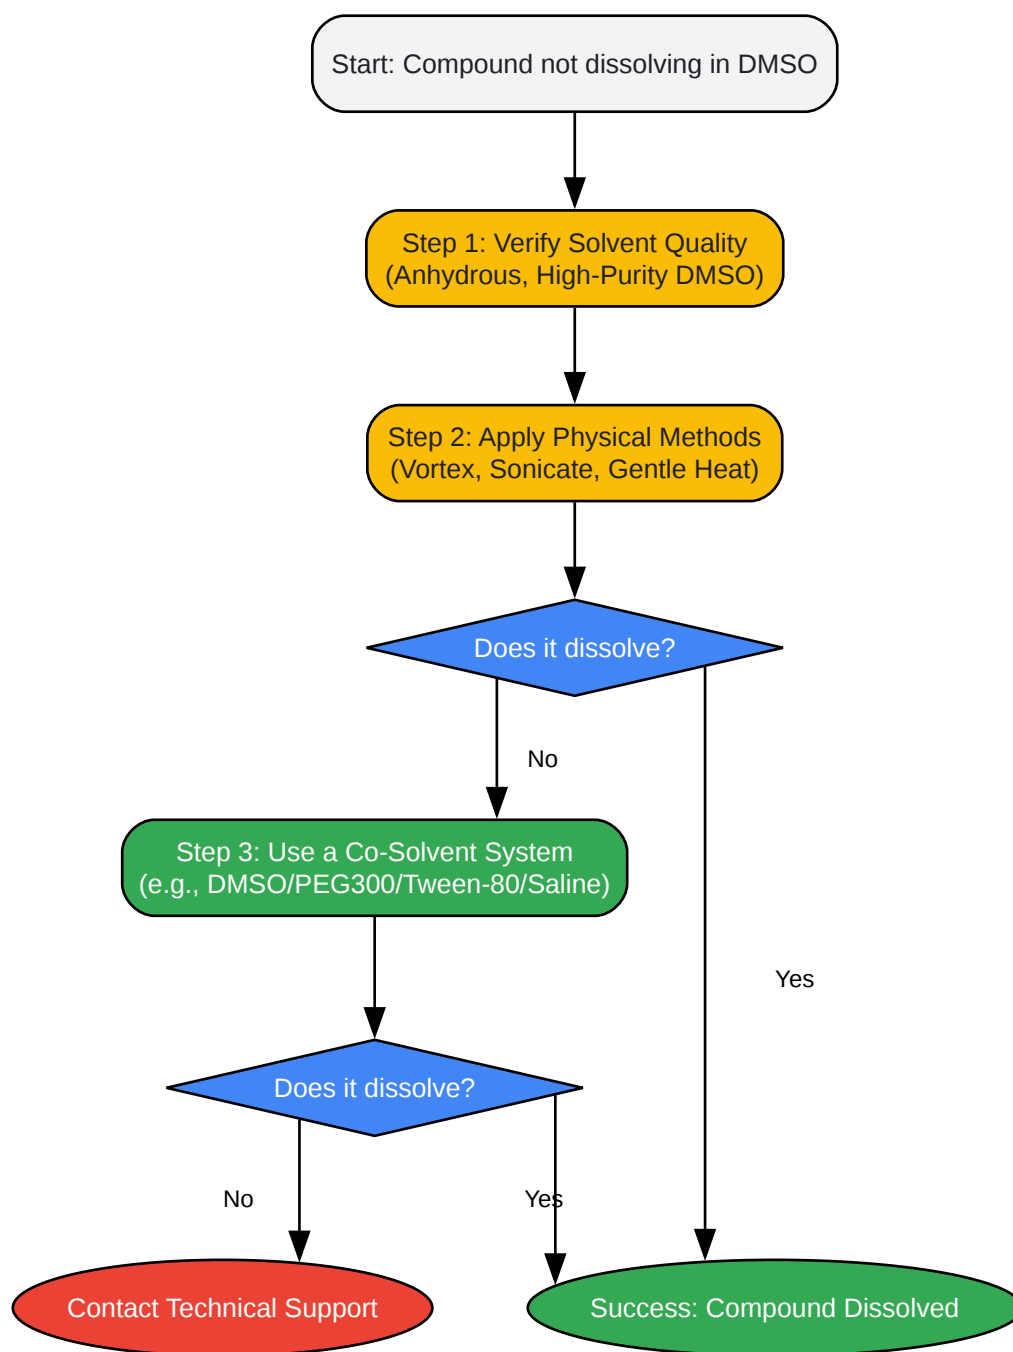 Start: Compound not dissolving in DMSO
Step 1: Verify Solvent Quality
(Anhydrous, High-Purity DMSO)
Step 2: Apply Physical Methods
(Vortex, Sonicate, Gentle Heat)
Does it dissolve?
No
Step 3: Use a Co-Solvent System
(e.g., DMSO/PEG300/Tween-80/Saline)
Yes
Does it dissolve?
No
Yes
Contact Technical Support
Success: Compound Dissolved